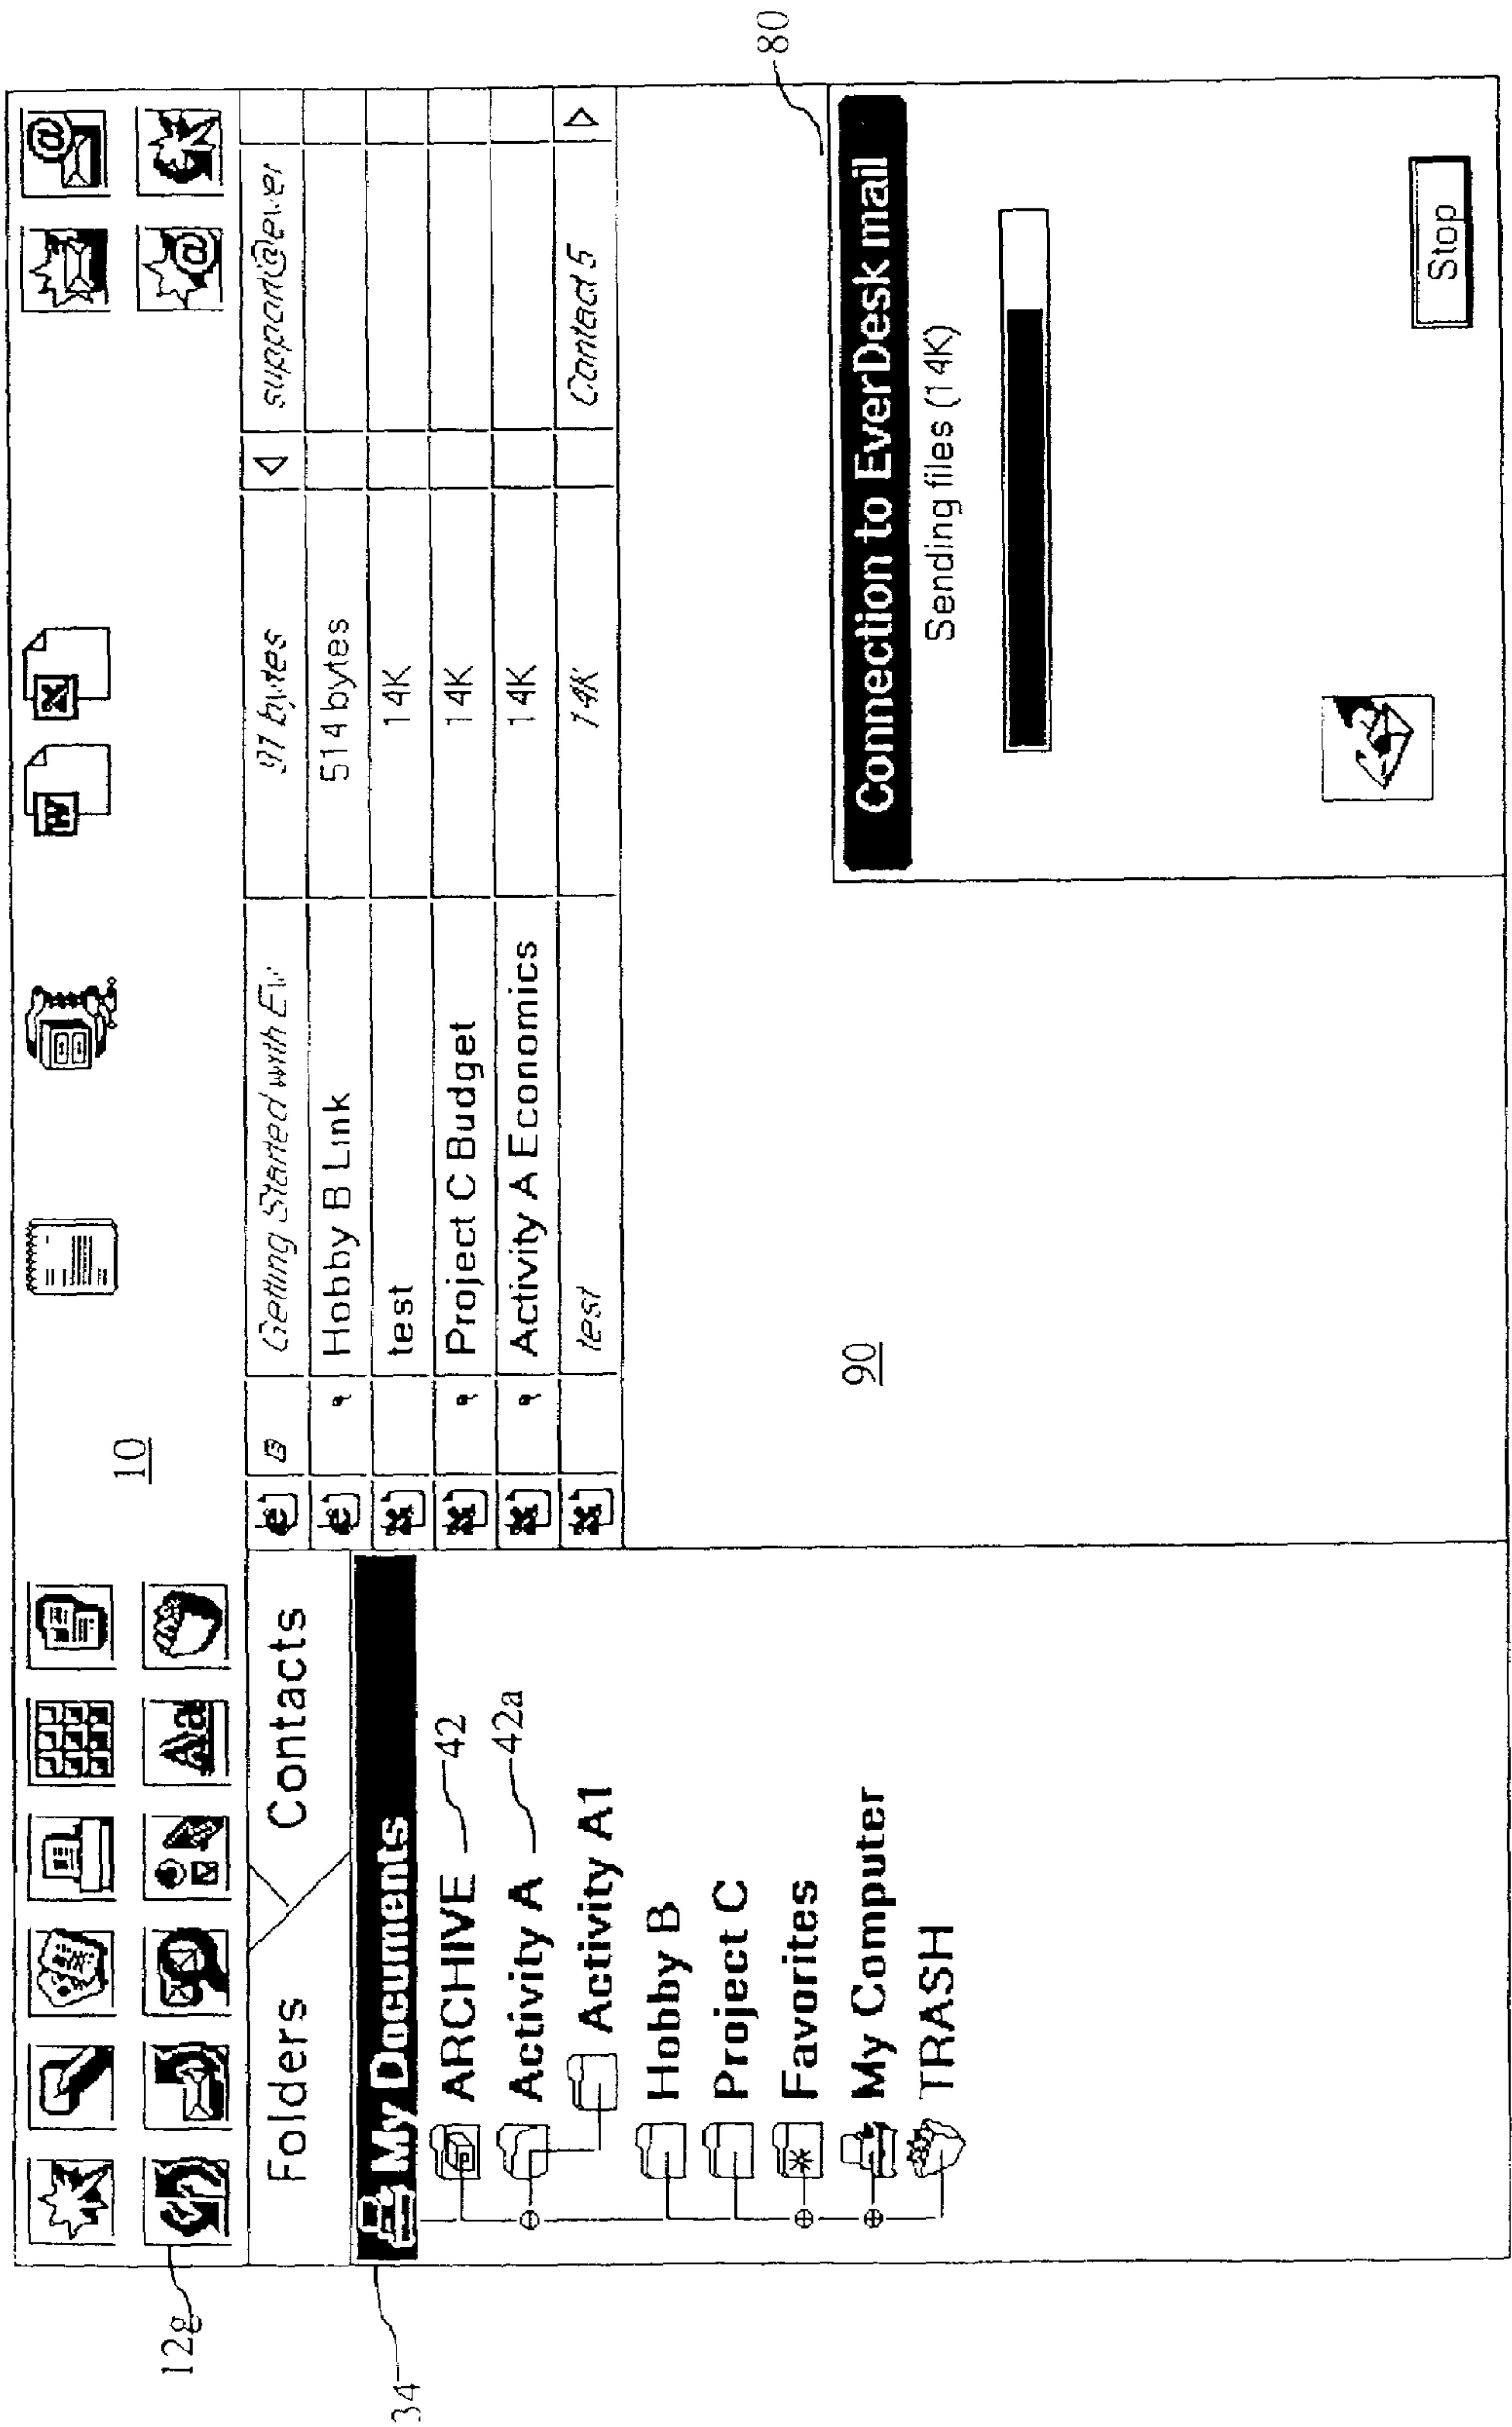 10
12g
Folders Contacts
34
My Documents
ARCHIVE 42
Activity A 42a
Activity A1
Hobby B
Project C
Favorites
My Computer
TRASH
Getting Started with Ev 97 bytes support@ever
Hobby B Link 514 bytes
test 14K
Project C Budget 14K
Activity A Economics 14K
test 14K Contact 5
90
80
Connection to EverDesk mail
Sending files (14K)
Stop
W
X
@
@
Aa